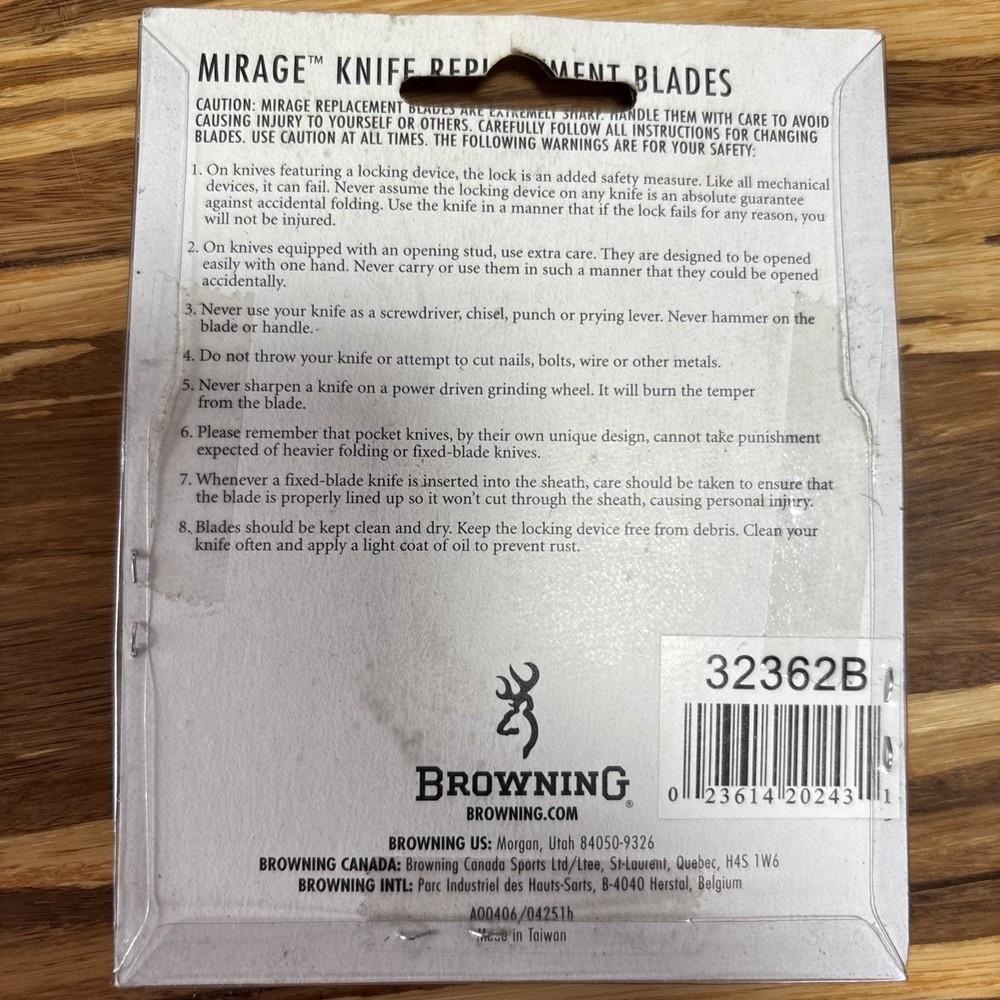 MIRAGE™ KNIFE REPLACEMENT BLADES
CAUTION: MIRAGE REPLACEMENT BLADES ARE EXTREMELY SHARP. HANDLE THEM WITH CARE TO AVOID
CAUSING INJURY TO YOURSELF OR OTHERS. CAREFULLY FOLLOW ALL INSTRUCTIONS FOR CHANGING
BLADES. USE CAUTION AT ALL TIMES. THE FOLLOWING WARNINGS ARE FOR YOUR SAFETY:
1. On knives featuring a locking device, the lock is an added safety measure. Like all mechanical
devices, it can fail. Never assume the locking device on any knife is an absolute guarantee
against accidental folding. Use the knife in a manner that if the lock fails for any reason, you
will not be injured.
2. On knives equipped with an opening stud, use extra care. They are designed to be opened
easily with one hand. Never carry or use them in such a manner that they could be opened
accidentally.
3. Never use your knife as a screwdriver, chisel, punch or prying lever. Never hammer on the
blade or handle.
4. Do not throw your knife or attempt to cut nails, bolts, wire or other metals.
5. Never sharpen a knife on a power driven grinding wheel. It will burn the temper
from the blade.
6. Please remember that pocket knives, by their own unique design, cannot take punishment
expected of heavier folding or fixed-blade knives.
7. Whenever a fixed-blade knife is inserted into the sheath, care should be taken to ensure that
the blade is properly lined up so it won't cut through the sheath, causing personal injury.
8. Blades should be kept clean and dry. Keep the locking device free from debris. Clean your
knife often and apply a light coat of oil to prevent rust.
32362B
0 23614 20243 1
BROWNING®
BROWNING.COM
BROWNING US: Morgan, Utah 84050-9326
BROWNING CANADA: Browning Canada Sports Ltd/Ltee, St-Laurent, Quebec, H4S 1W6
BROWNING INTL: Parc Industriel des Hauts-Sarts, B-4040 Herstal, Belgium
A00406/04251h
Made in Taiwan